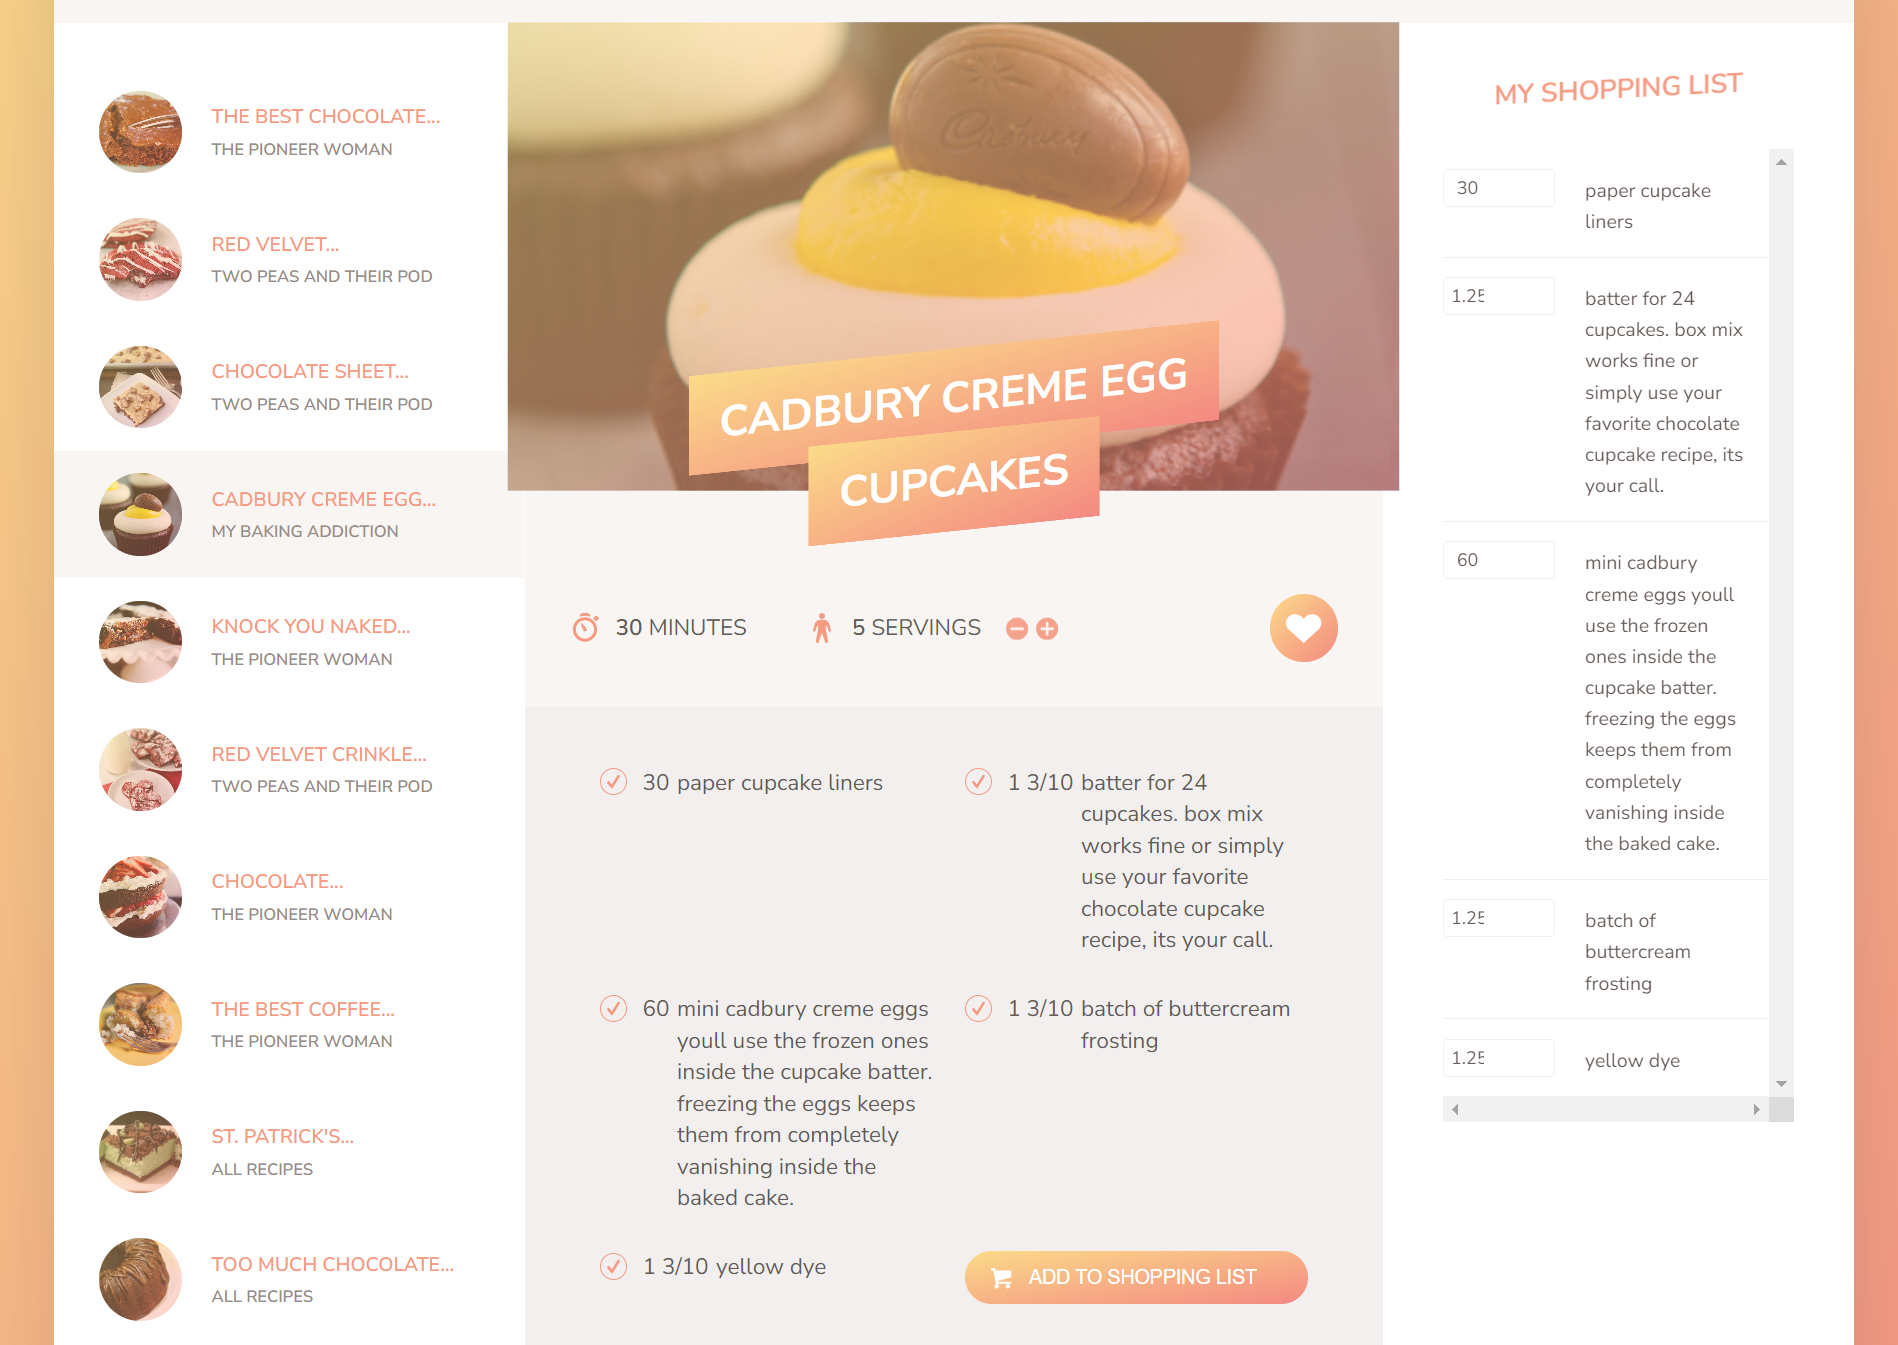 THE BEST CHOCOLATE...
THE PIONEER WOMAN
RED VELVET...
TWO PEAS AND THEIR POD
CHOCOLATE SHEET...
TWO PEAS AND THEIR POD
CADBURY CREME EGG...
MY BAKING ADDICTION
KNOCK YOU NAKED...
THE PIONEER WOMAN
RED VELVET CRINKLE...
TWO PEAS AND THEIR POD
CHOCOLATE...
THE PIONEER WOMAN
THE BEST COFFEE...
THE PIONEER WOMAN
ST. PATRICK'S...
ALL RECIPES
TOO MUCH CHOCOLATE...
ALL RECIPES
Cadbury
CADBURY CREME EGG
CUPCAKES
30 MINUTES
5 SERVINGS
30 paper cupcake liners
1 3/10 batter for 24
cupcakes. box mix
works fine or simply
use your favorite
chocolate cupcake
recipe, its your call.
60 mini cadbury creme eggs
youll use the frozen ones
inside the cupcake batter.
freezing the eggs keeps
them from completely
vanishing inside the
baked cake.
1 3/10 batch of buttercream
frosting
1 3/10 yellow dye
ADD TO SHOPPING LIST
MY SHOPPING LIST
30 paper cupcake
liners
1.25 batter for 24
cupcakes. box mix
works fine or
simply use your
favorite chocolate
cupcake recipe, its
your call.
60 mini cadbury
creme eggs youll
use the frozen
ones inside the
cupcake batter.
freezing the eggs
keeps them from
completely
vanishing inside
the baked cake.
1.25 batch of
buttercream
frosting
1.25 yellow dye